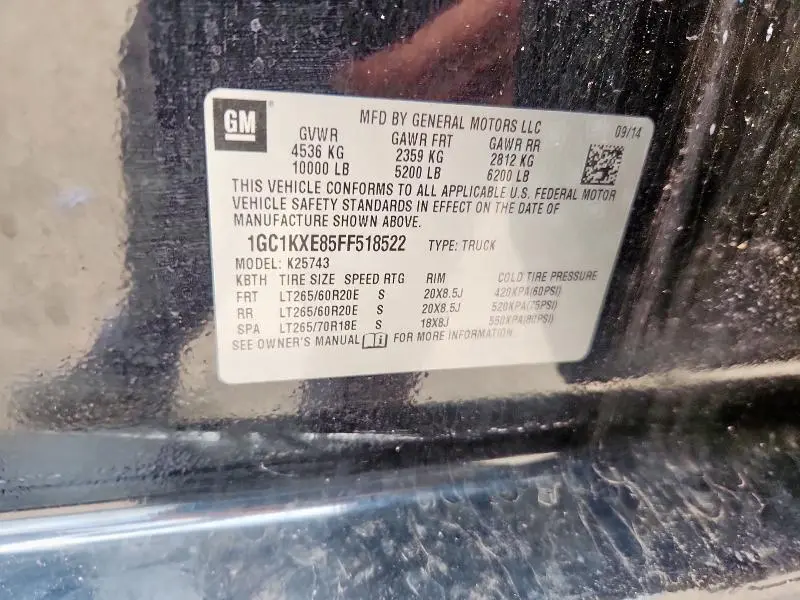 GM
MFD BY GENERAL MOTORS LLC 09/14
GVWR GAWR FRT GAWR RR
4536 KG 2359 KG 2812 KG
10000 LB 5200 LB 6200 LB
THIS VEHICLE CONFORMS TO ALL APPLICABLE U.S. FEDERAL MOTOR
VEHICLE SAFETY STANDARDS IN EFFECT ON THE DATE OF
MANUFACTURE SHOWN ABOVE.
1GC1KXE85FF518522 TYPE: TRUCK
MODEL: K25743
KBTH TIRE SIZE SPEED RTG RIM COLD TIRE PRESSURE
FRT LT265/60R20E S 20X8.5J 420KPA(60PSI)
RR LT265/60R20E S 20X8.5J 520KPA(75PSI)
SPA LT265/70R18E S 18X8J 550KPA(80PSI)
SEE OWNER'S MANUAL FOR MORE INFORMATION